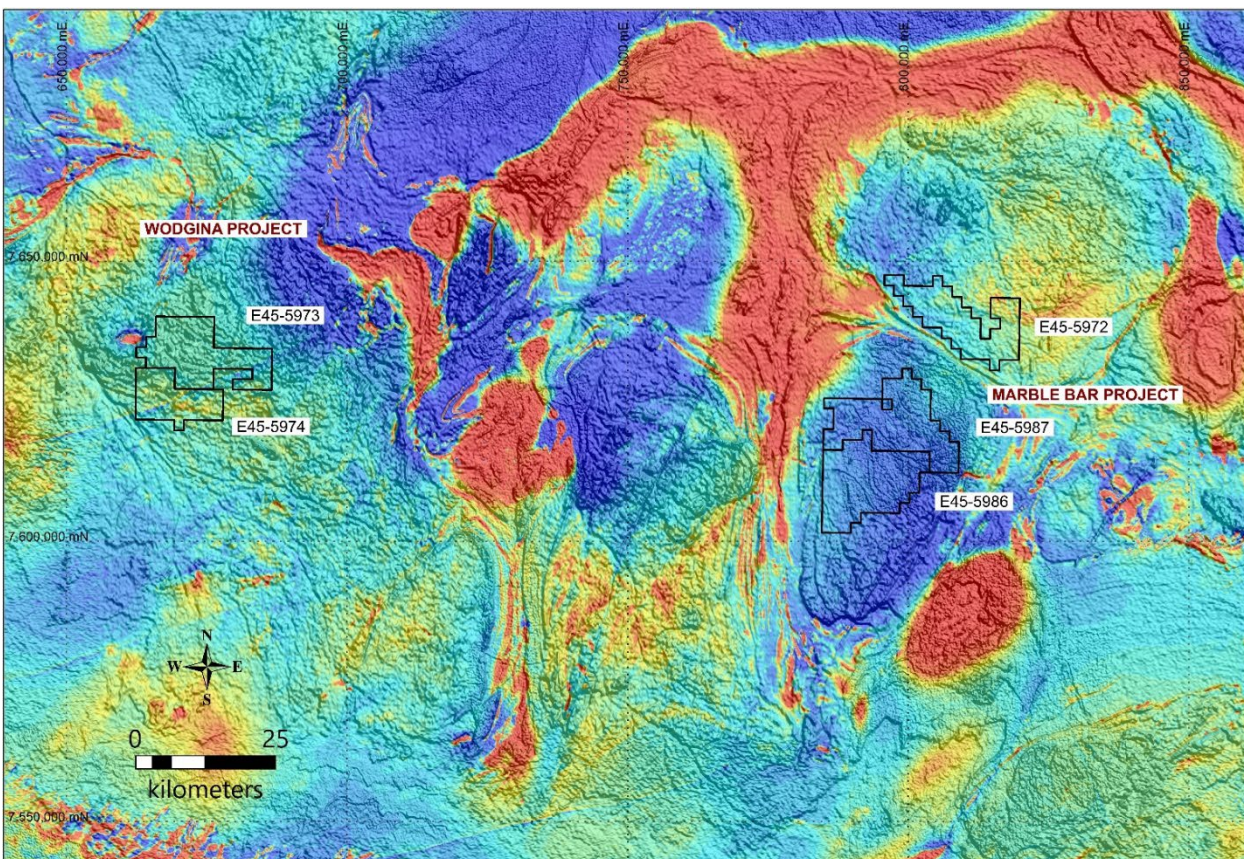 650,000 mE
700,000 mE
750,000 mE
800,000 mE
850,000 mE
WODGINA PROJECT
7,650,000 mN
E45-5973
E45-5972
MARBLE BAR PROJECT
E45-5974
E45-5987
E45-5986
7,600,000 mN
N
W E
S
0 25
kilometers
7,550,000 mN